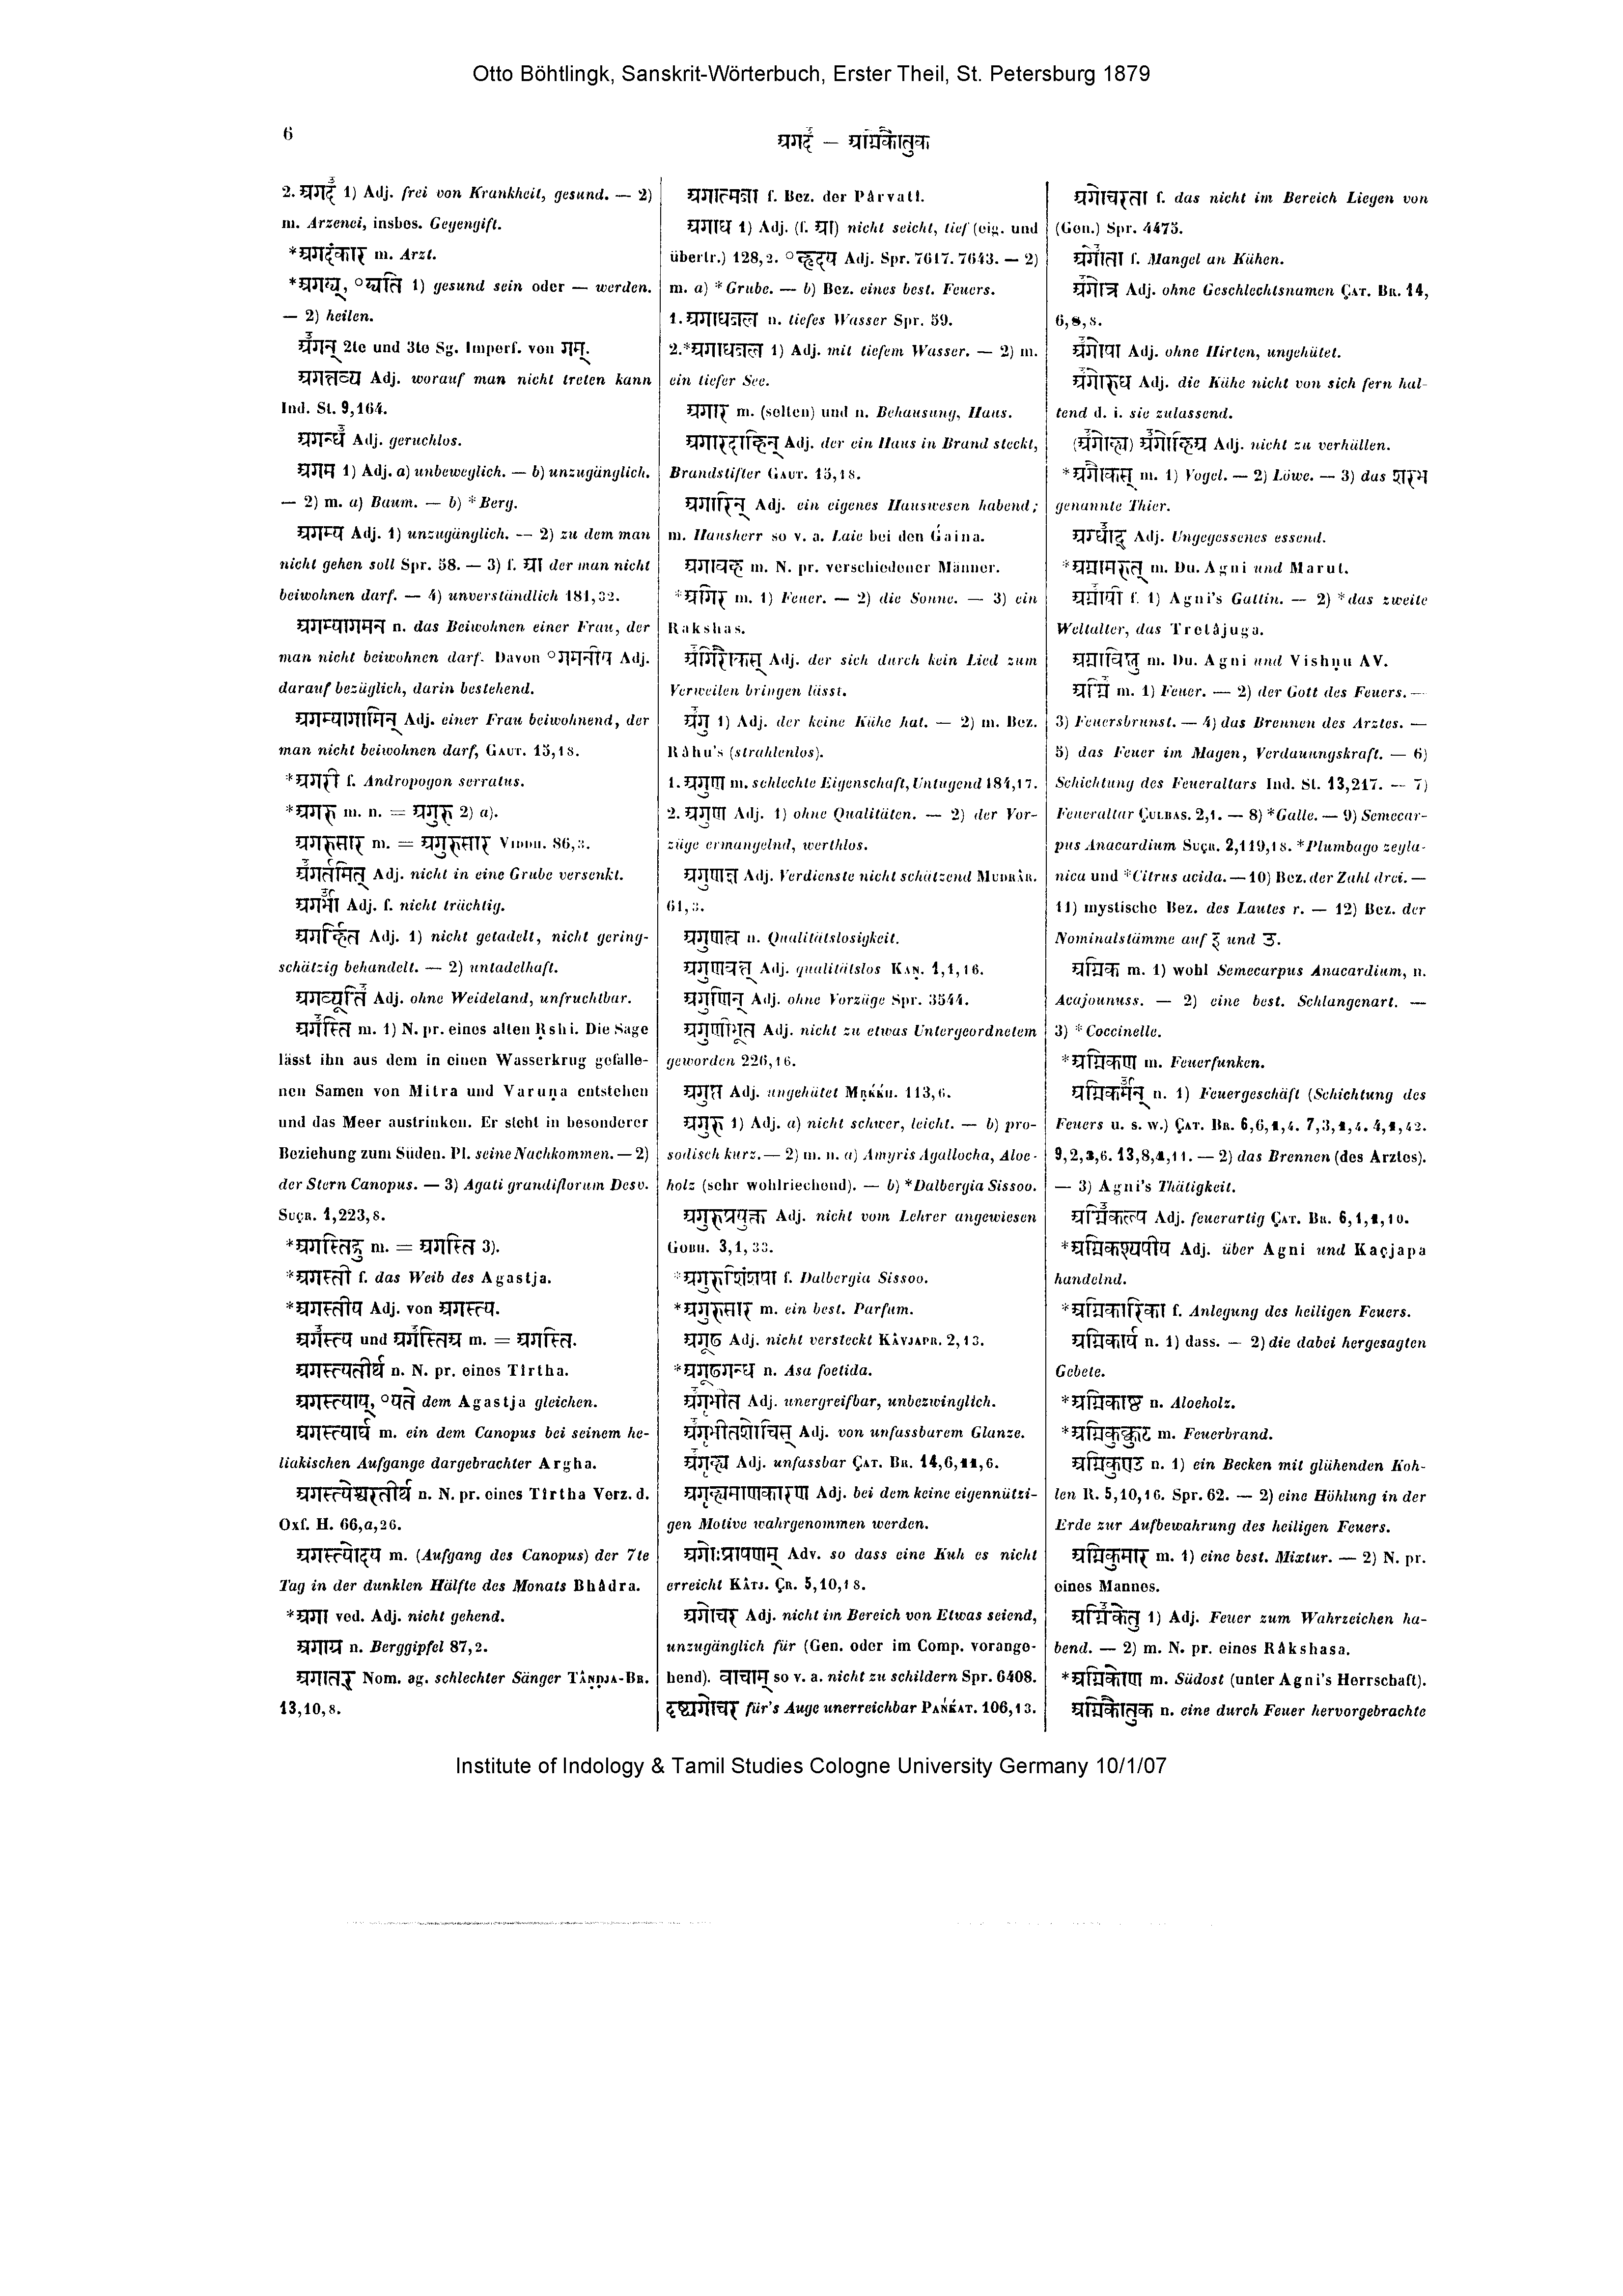 Otto Böhtlingk, Sanskrit-Wörterbuch, Erster Theil, St. Petersburg 1879
6
अगद — अग्निकौतुक
2. अगद 1) Adj. frei von Krankheit, gesund. — 2)
m. Arzenei, insbes. Gegengift.
*अगदंकार m. Arzt.
*अगद्य्, ०द्यति 1) gesund sein oder — werden.
— 2) heilen.
अगन् 2te und 3te Sg. Imperf. von गम्.
अगत्तव्य Adj. worauf man nicht treten kann
Ind. St. 9,164.
अगन्ध Adj. geruchlos.
अगम 1) Adj. a) unbeweglich. — b) unzugänglich.
— 2) m. a) Baum. — b) *Berg.
अगम्य Adj. 1) unzugänglich. — 2) zu dem man
nicht gehen soll Spr. 58. — 3) f. आ der man nicht
beiwohnen darf. — 4) unverständlich 181,32.
अगम्यागमन n. das Beiwohnen einer Frau, der
man nicht beiwohnen darf. Davon ०गमनीय Adj.
darauf bezüglich, darin bestehend.
अगम्यागामिन् Adj. einer Frau beiwohnend, der
man nicht beiwohnen darf, GAUT. 15,18.
*अगरी f. Andropogon serratus.
*अगरु m. n. = अगुरु 2) a).
अगरुसार m. = अगुरुसार VIDDH. 86,3.
अगर्तमित् Adj. nicht in eine Grube versenkt.
अगर्भा Adj. f. nicht trächtig.
अगर्हित Adj. 1) nicht getadelt, nicht gering-
schätzig behandelt. — 2) untadelhaft.
अगव्यूति Adj. ohne Weideland, unfruchtbar.
अगस्ति m. 1) N. pr. eines alten Ṛshi. Die Sage
lässt ihn aus dem in einen Wasserkrug gefalle-
nen Samen von Mitra und Varuṇa entstehen
und das Meer austrinken. Er steht in besonderer
Beziehung zum Süden. Pl. seine Nachkommen. — 2)
der Stern Canopus. — 3) Agati grandiflorum Desv.
SUÇR. 1,223,8.
*अगस्तिद्रु m. = अगस्ति 3).
*अगस्ती f. das Weib des Agastja.
*अगस्तीय Adj. von अगस्त्य.
अगस्त्य und अगस्तिय m. = अगस्ति.
अगस्त्यतीर्थ n. N. pr. eines Tîrtha.
अगस्त्याय्, ०यते dem Agastja gleichen.
अगस्त्यार्घ m. ein dem Canopus bei seinem he-
liakischen Aufgange dargebrachter Argha.
अगस्त्येश्वरतीर्थ n. N. pr. eines Tîrtha Verz. d.
Oxf. H. 66,a,26.
अगस्त्योदय m. (Aufgang des Canopus) der 7te
Tag in der dunklen Hälfte des Monats Bhâdra.
*अगा ved. Adj. nicht gehend.
अगाग्र n. Berggipfel 87,2.
अगातर् Nom. ag. schlechter Sänger TÂṆḌJA-BR.
13,10,8.
अगात्मजा f. Bez. der Pârvatî.
अगाध 1) Adj. (f. आ) nicht seicht, tief (eig. und
übertr.) 128,2. ०हृदय Adj. Spr. 7617. 7643. — 2)
m. a) *Grube. — b) Bez. eines best. Feuers.
1. अगाधजल n. tiefes Wasser Spr. 59.
2.*अगाधजल 1) Adj. mit tiefem Wasser. — 2) m.
ein tiefer See.
अगार m. (selten) und n. Behausung, Haus.
अगारदाहिन् Adj. der ein Haus in Brand steckt,
Brandstifter GAUT. 15,18.
अगारिन् Adj. ein eigenes Hauswesen habend;
m. Hausherr so v. a. Laie bei den Ǵaina.
अगावह m. N. pr. verschiedener Männer.
*अगिर m. 1) Feuer. — 2) die Sonne. — 3) ein
Rakshas.
अगिरौकस् Adj. der sich durch kein Lied zum
Verweilen bringen lässt.
अगु 1) Adj. der keine Kühe hat. — 2) m. Bez.
Râhu's (strahlenlos).
1. अगुण m. schlechte Eigenschaft, Untugend 184,17.
2. अगुण Adj. 1) ohne Qualitäten. — 2) der Vor-
züge ermangelnd, werthlos.
अगुणज्ञ Adj. Verdienste nicht schätzend MUDRÂR.
61,3.
अगुणत्व n. Qualitätslosigkeit.
अगुणवत् Adj. qualitätslos KAṆ. 1,1,16.
अगुणिन् Adj. ohne Vorzüge Spr. 3544.
अगुणीभूत Adj. nicht zu etwas Untergeordnetem
geworden 226,16.
अगुप्त Adj. ungehütet MṚKKH. 113,6.
अगुरु 1) Adj. a) nicht schwer, leicht. — b) pro-
sodisch kurz. — 2) m. n. a) Amyris Agallocha, Aloe-
holz (sehr wohlriechend). — b) *Dalbergia Sissoo.
अगुरुप्रयुक्त Adj. nicht vom Lehrer angewiesen
GOBH. 3,1,33.
*अगुरुशिंशपा f. Dalbergia Sissoo.
*अगुरुसार m. ein best. Parfum.
अगूढ Adj. nicht versteckt KÂVJAPR. 2,13.
*अगूढगन्ध n. Asa foetida.
अगृभीत Adj. unergreifbar, unbezwinglich.
अगृभीतशोचिस् Adj. von unfassbarem Glanze.
अगृह्य Adj. unfassbar ÇAT. BR. 14,6,11,6.
अगृह्यमाणकारण Adj. bei dem keine eigennützi-
gen Motive wahrgenommen werden.
अगोःप्रापणम् Adv. so dass eine Kuh es nicht
erreicht KÂTJ. ÇR. 5,10,18.
अगोचर Adj. nicht im Bereich von Etwas seiend,
unzugänglich für (Gen. oder im Comp. vorange-
hend). वाचाम् so v. a. nicht zu schildern Spr. 6408.
दृष्ट्यगोचर für's Auge unerreichbar PAŃKAT. 106,13.
अगोचरता f. das nicht im Bereich Liegen von
(Gen.) Spr. 4475.
अगोता f. Mangel an Kühen.
अगोत्र Adj. ohne Geschlechtsnamen ÇAT. BR. 14,
6,8,8.
अगोपा Adj. ohne Hirten, ungehütet.
अगोरुध Adj. die Kühe nicht von sich fern hal-
tend d. i. sie zulassend.
(अगोह्य) अगोहिय Adj. nicht zu verhüllen.
*अगौकस् m. 1) Vogel. — 2) Löwe. — 3) das शरभ
genannte Thier.
अग्धाद् Adj. Ungegessenes essend.
*अग्नामरुत् m. Du. Agni und Marut.
अग्नायी f. 1) Agni's Gattin. — 2) *das zweite
Weltalter, das Tretâjuga.
अग्नाविष्णु m. Du. Agni und Vishṇu AV.
अग्नि m. 1) Feuer. — 2) der Gott des Feuers. —
3) Feuersbrunst. — 4) das Brennen des Arztes. —
5) das Feuer im Magen, Verdauungskraft. — 6)
Schichtung des Feueraltars Ind. St. 13,217. — 7)
Feueraltar ÇULBAS. 2,1. — 8) *Galle. — 9) Semecar-
pus Anacardium SUÇR. 2,119,18. *Plumbago zeyla-
nica und *Citrus acida. — 10) Bez. der Zahl drei. —
11) mystische Bez. des Lautes r. — 12) Bez. der
Nominalstämme auf इ und उ.
अग्निक m. 1) wohl Semecarpus Anacardium, n.
Acajounuss. — 2) eine best. Schlangenart. —
3) *Coccinelle.
*अग्निकण m. Feuerfunken.
अग्निकर्मन् n. 1) Feuergeschäft (Schichtung des
Feuers u. s. w.) ÇAT. BR. 6,6,1,4. 7,3,1,4. 4,1,42.
9,2,3,6. 13,8,4,11. — 2) das Brennen (des Arztes).
— 3) Agni's Thätigkeit.
अग्निकल्प Adj. feuerartig ÇAT. BR. 6,1,1,10.
*अग्निकश्यपीय Adj. über Agni und Kaçjapa
handelnd.
*अग्निकारिका f. Anlegung des heiligen Feuers.
अग्निकार्य n. 1) dass. — 2) die dabei hergesagten
Gebete.
*अग्निकाष्ठ n. Aloeholz.
*अग्निकुक्कुट m. Feuerbrand.
अग्निकुण्ड n. 1) ein Becken mit glühenden Koh-
len R. 5,10,16. Spr. 62. — 2) eine Höhlung in der
Erde zur Aufbewahrung des heiligen Feuers.
अग्निकुमार m. 1) eine best. Mixtur. — 2) N. pr.
eines Mannes.
अग्निकेतु 1) Adj. Feuer zum Wahrzeichen ha-
bend. — 2) m. N. pr. eines Râkshasa.
*अग्निकोण m. Südost (unter Agni's Herrschaft).
अग्निकौतुक n. eine durch Feuer hervorgebrachte
Institute of Indology & Tamil Studies Cologne University Germany 10/1/07